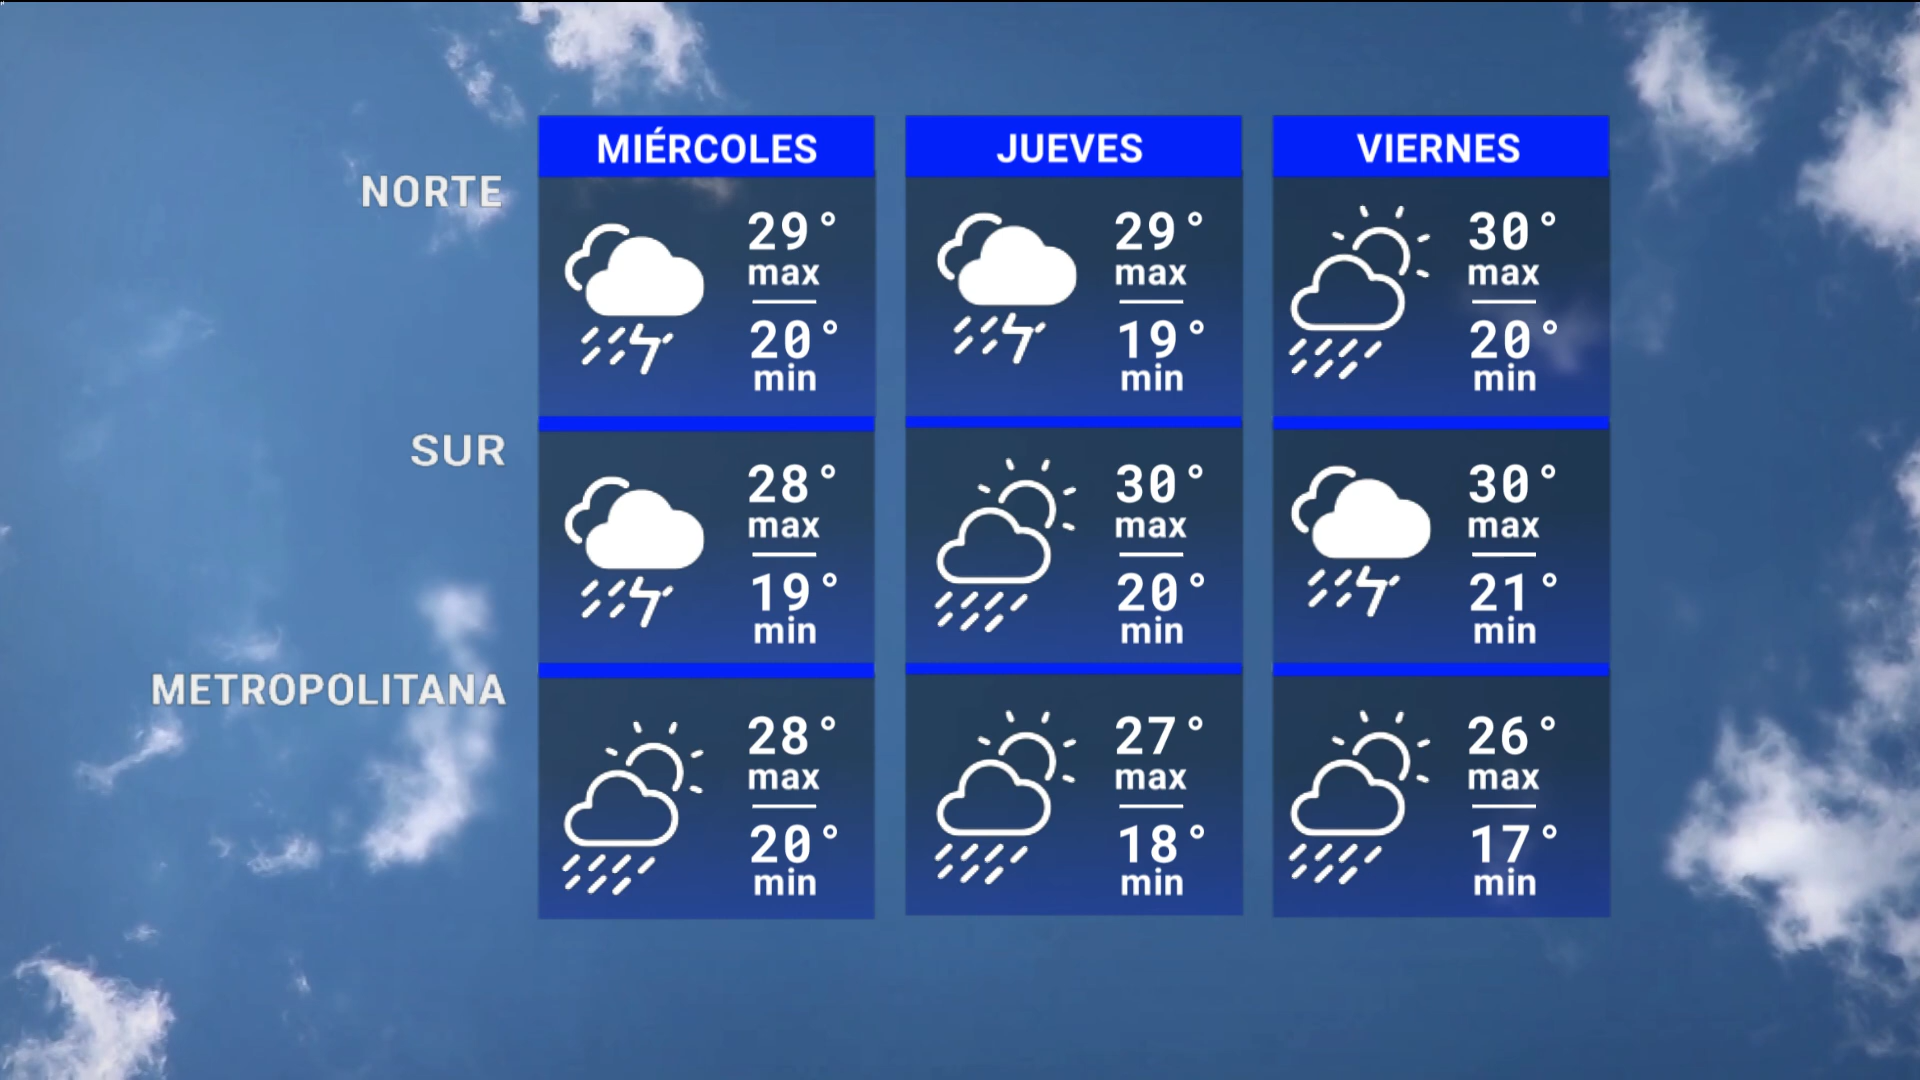 MIÉRCOLES JUEVES VIERNES
NORTE
29° 29° 30°
max max max
20° 19° 20°
min min min
SUR
28° 30° 30°
max max max
19° 20° 21°
min min min
METROPOLITANA
28° 27° 26°
max max max
20° 18° 17°
min min min